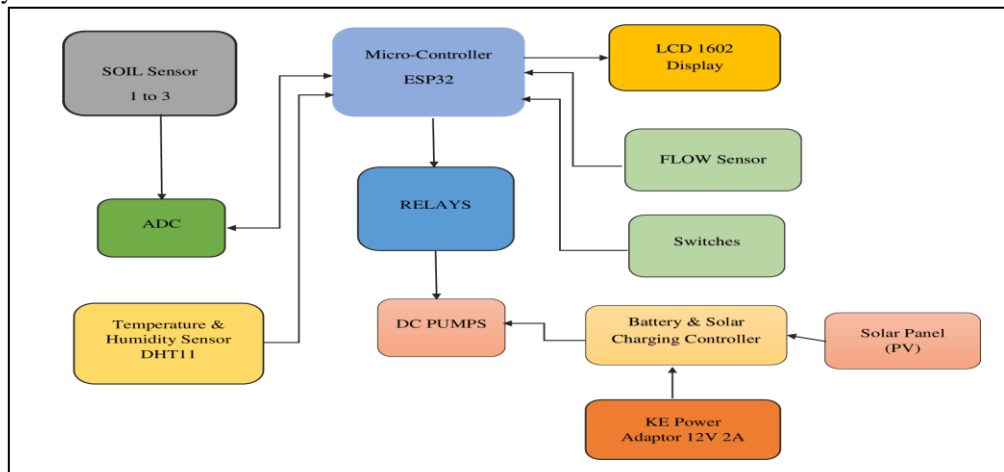 SOIL Sensor
1 to 3
Micro-Controller
ESP32
LCD 1602
Display
FLOW Sensor
ADC
RELAYS
Switches
Temperature &
Humidity Sensor
DHT11
DC PUMPS
Battery & Solar
Charging Controller
Solar Panel
(PV)
KE Power
Adaptor 12V 2A